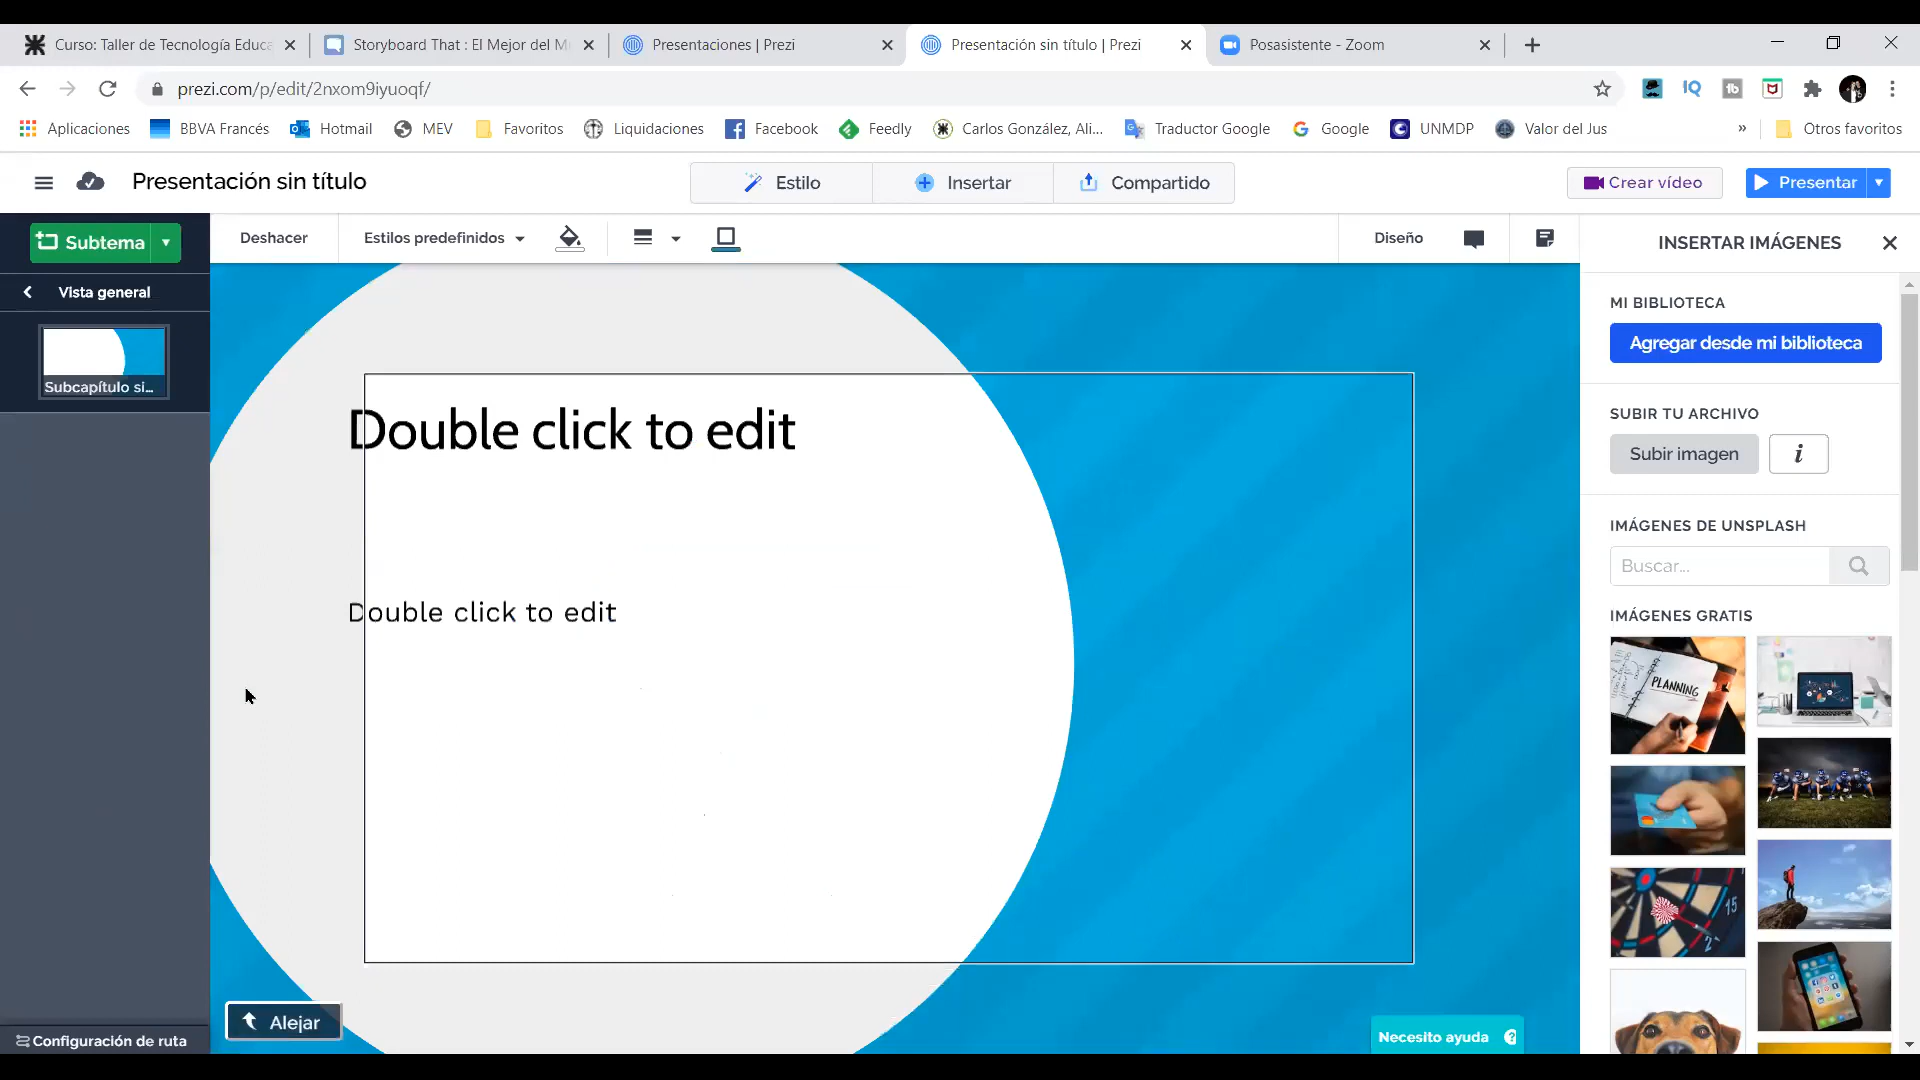 Curso: Taller de Tecnología Educa
Storyboard That : El Mejor del M
Presentaciones | Prezi
Presentación sin título | Prezi
Posasistente - Zoom
prezi.com/p/edit/2nxom9iyuoqf/
Aplicaciones
BBVA Francés
Hotmail
MEV
Favoritos
Liquidaciones
Facebook
Feedly
Carlos González, Ali...
Traductor Google
Google
UNMDP
Valor del Jus
»
Otros favoritos
Presentación sin título
Estilo
Insertar
Compartido
Crear vídeo
Presentar
Subtema
Deshacer
Estilos predefinidos
Diseño
INSERTAR IMÁGENES
Vista general
Subcapítulo si...
MI BIBLIOTECA
Agregar desde mi biblioteca
SUBIR TU ARCHIVO
Subir imagen
i
Double click to edit
Double click to edit
IMÁGENES DE UNSPLASH
Buscar...
IMÁGENES GRATIS
PLANNING
15
2
Alejar
Necesito ayuda ?
Configuración de ruta